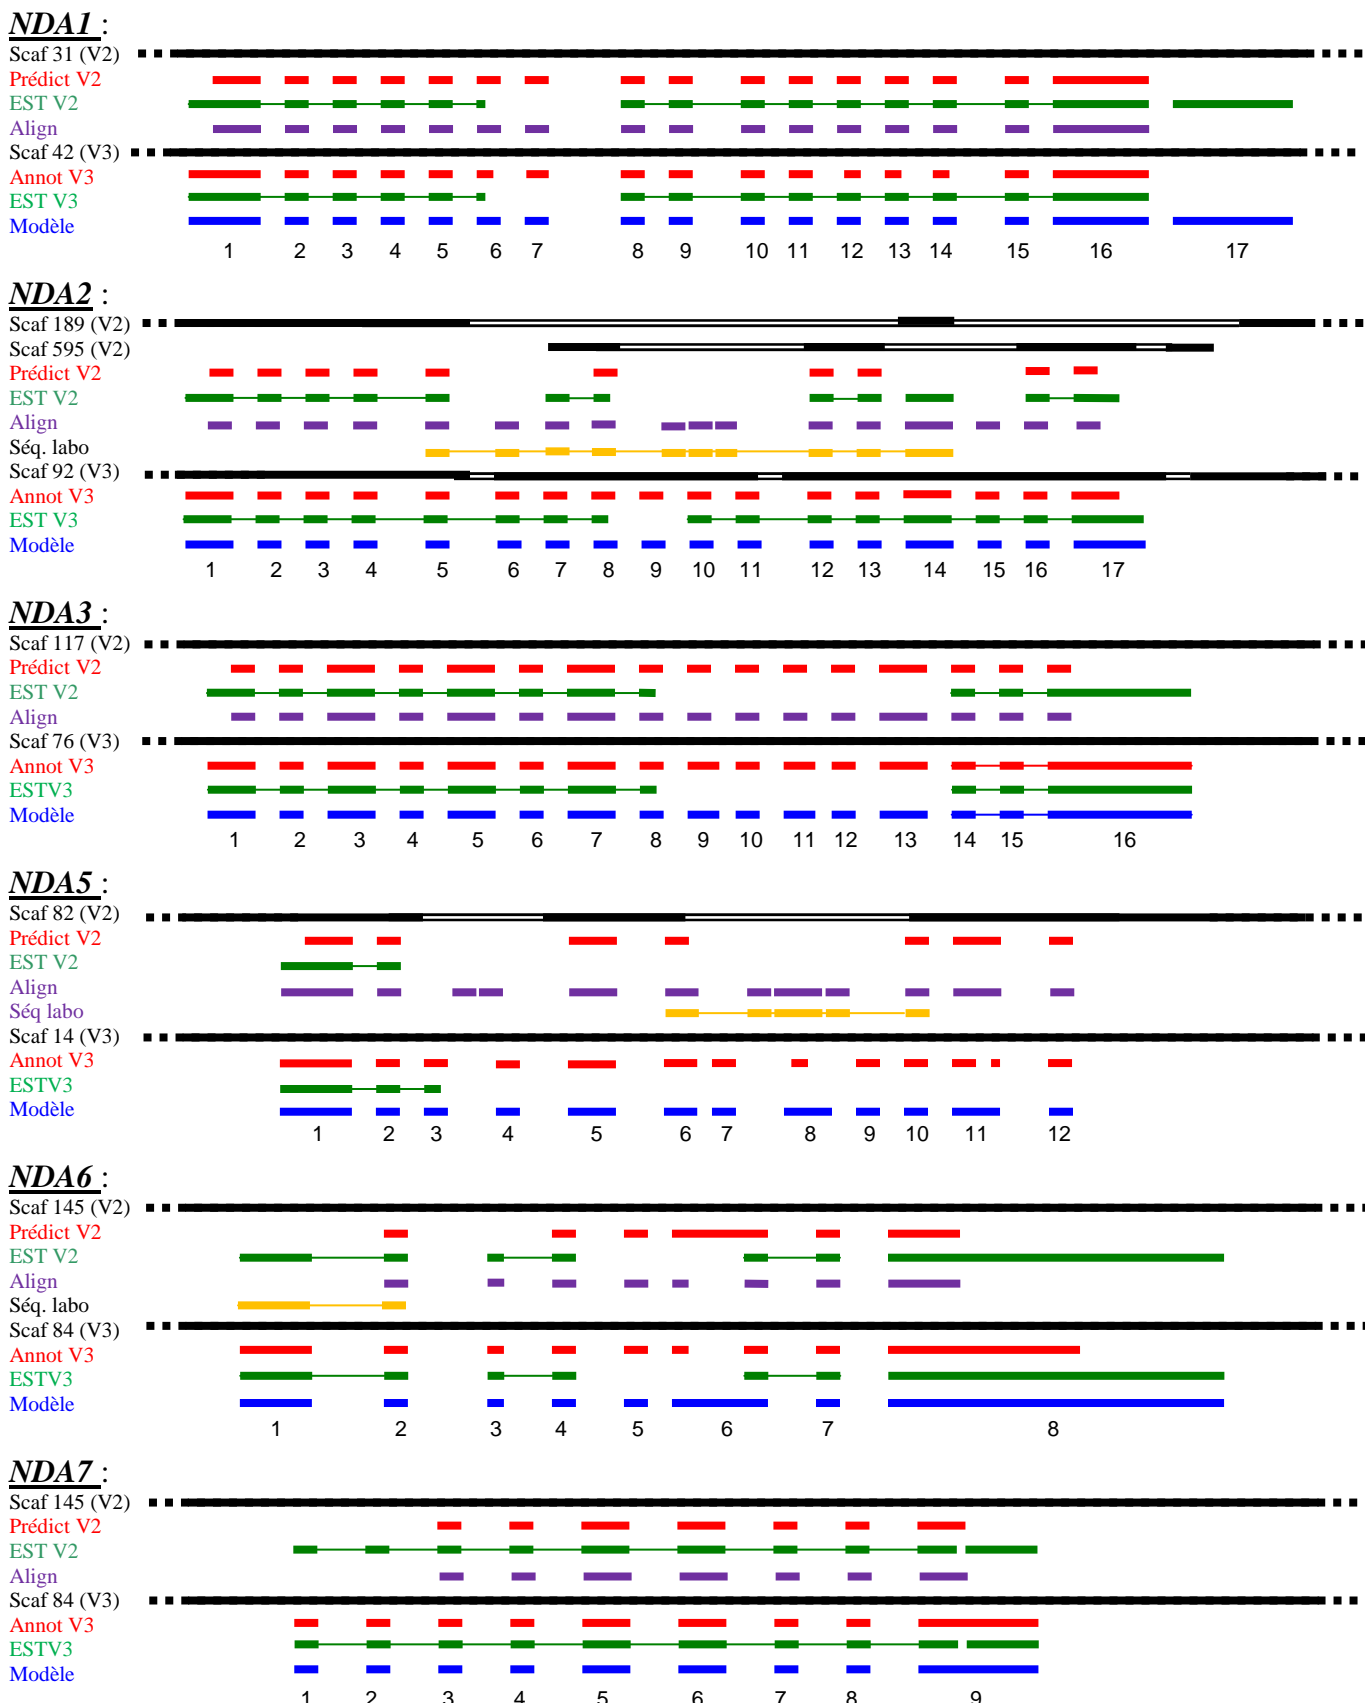 NDA1 :
Scaf 31 (V2)
Prédict V2
EST V2
Align
Scaf 42 (V3)
Annot V3
EST V3
Modèle
1 2 3 4 5 6 7 8 9 10 11 12 13 14 15 16 17
NDA2 :
Scaf 189 (V2)
Scaf 595 (V2)
Prédict V2
EST V2
Align
Séq. labo
Scaf 92 (V3)
Annot V3
EST V3
Modèle
1 2 3 4 5 6 7 8 9 10 11 12 13 14 15 16 17
NDA3 :
Scaf 117 (V2)
Prédict V2
EST V2
Align
Scaf 76 (V3)
Annot V3
ESTV3
Modèle
1 2 3 4 5 6 7 8 9 10 11 12 13 14 15 16
NDA5 :
Scaf 82 (V2)
Prédict V2
EST V2
Align
Séq labo
Scaf 14 (V3)
Annot V3
ESTV3
Modèle
1 2 3 4 5 6 7 8 9 10 11 12
NDA6 :
Scaf 145 (V2)
Prédict V2
EST V2
Align
Séq. labo
Scaf 84 (V3)
Annot V3
ESTV3
Modèle
1 2 3 4 5 6 7 8
NDA7 :
Scaf 145 (V2)
Prédict V2
EST V2
Align
Scaf 84 (V3)
Annot V3
ESTV3
Modèle
1 2 3 4 5 6 7 8 9